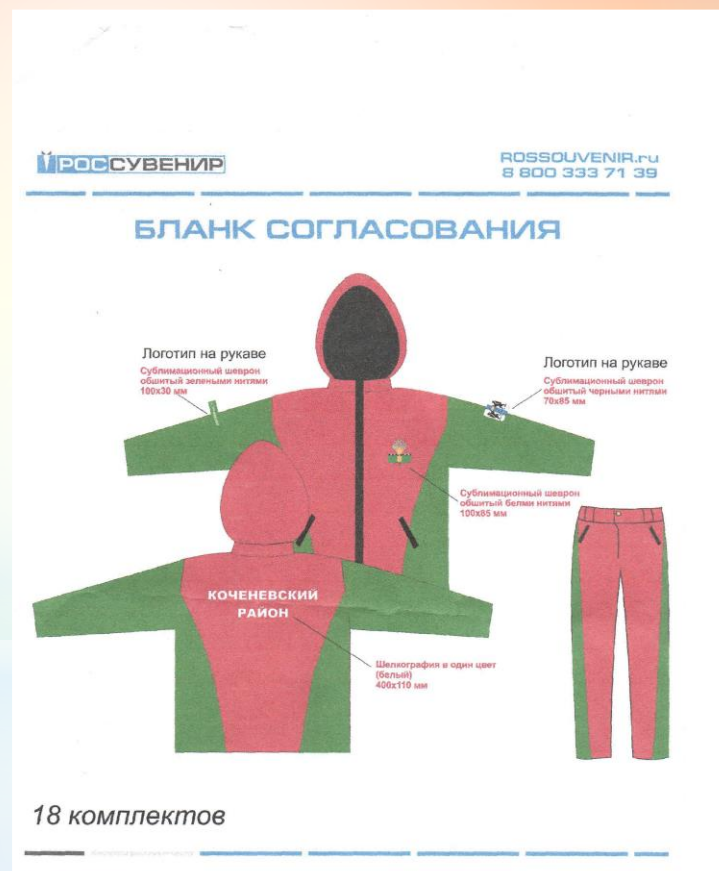 РОССУВЕНИР
ROSSOUVENIR.ru
8 800 333 71 39
БЛАНК СОГЛАСОВАНИЯ
Логотип на рукаве
Сублимационный шеврон
обшитый зелеными нитями
100х30 мм
Логотип на рукаве
Сублимационный шеврон
обшитый черными нитями
70х85 мм
Сублимационный шеврон
обшитый белми нитями
100х85 мм
КОЧЕНЕВСКИЙ
РАЙОН
Шелкография в один цвет
(белый)
400х110 мм
18 комплектов